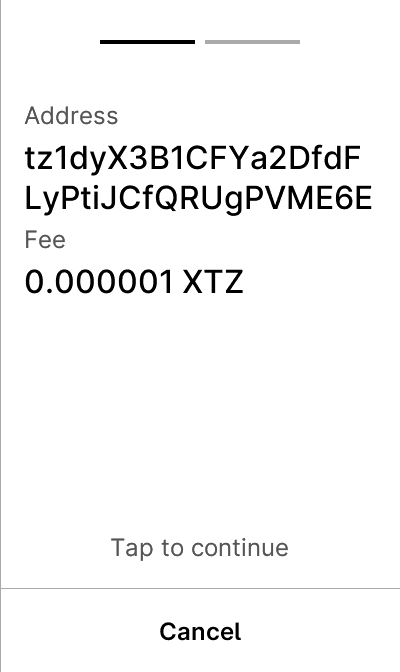 Address
tz1dyX3B1CFYa2DfdF
LyPtiJCfQRUgPVME6E
Fee
0.000001 XTZ
Tap to continue
Cancel